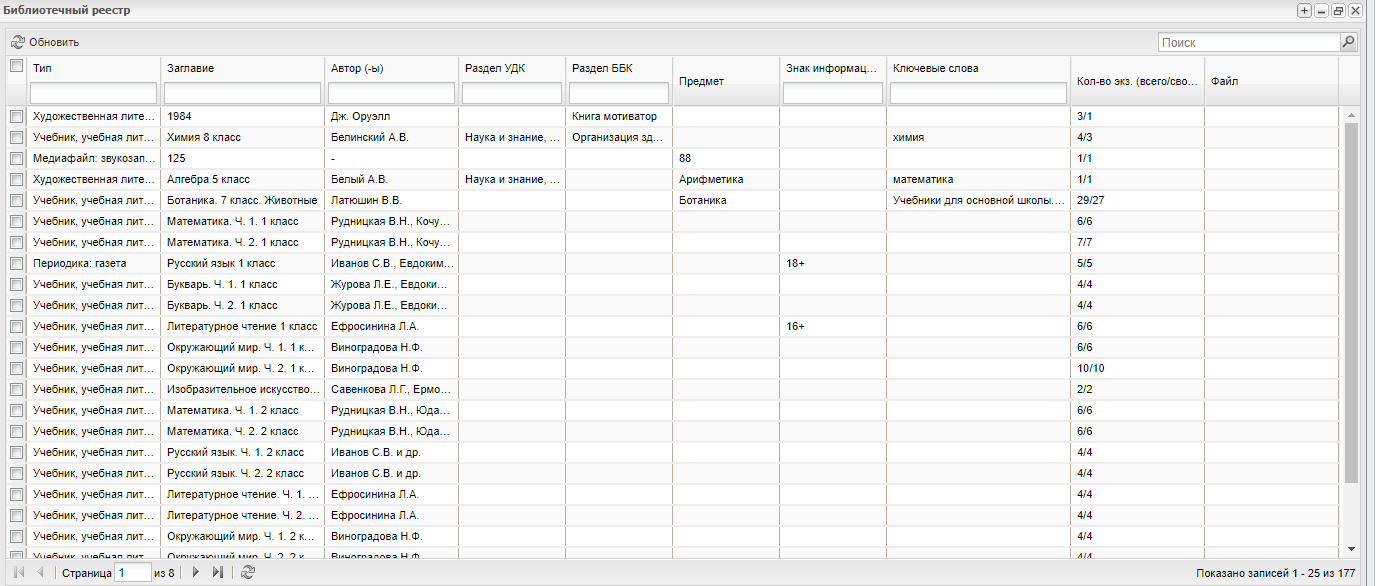 Библиотечный реестр
Обновить Поиск
Тип Заглавие Автор (-ы) Раздел УДК Раздел ББК Предмет Знак информац... Ключевые слова Кол-во экз. (всего/сво... Файл
Художественная лите... 1984 Дж. Оруэлл Книга мотиватор 3/1
Учебник, учебная лит... Химия 8 класс Белинский А.В. Наука и знание, ... Организация зд... химия 4/3
Медиафайл: звукозап... 125 - 88 1/1
Художественная лите... Алгебра 5 класс Белый А.В. Наука и знание, ... Арифметика математика 1/1
Учебник, учебная лит... Ботаника. 7 класс. Животные Латюшин В.В. Ботаника Учебники для основной школы.... 29/27
Учебник, учебная лит... Математика. Ч. 1. 1 класс Рудницкая В.Н., Кочу... 6/6
Учебник, учебная лит... Математика. Ч. 2. 1 класс Рудницкая В.Н., Кочу... 7/7
Периодика: газета Русский язык 1 класс Иванов С.В., Евдоким... 18+ 5/5
Учебник, учебная лит... Букварь. Ч. 1. 1 класс Журова Л.Е., Евдоки... 4/4
Учебник, учебная лит... Букварь. Ч. 2. 1 класс Журова Л.Е., Евдоки... 4/4
Учебник, учебная лит... Литературное чтение 1 класс Ефросинина Л.А. 16+ 6/6
Учебник, учебная лит... Окружающий мир. Ч. 1. 1 к... Виноградова Н.Ф. 6/6
Учебник, учебная лит... Окружающий мир. Ч. 2. 1 к... Виноградова Н.Ф. 10/10
Учебник, учебная лит... Изобразительное искусство... Савенкова Л.Г., Ермо... 2/2
Учебник, учебная лит... Математика. Ч. 1. 2 класс Рудницкая В.Н., Юда... 6/6
Учебник, учебная лит... Математика. Ч. 2. 2 класс Рудницкая В.Н., Юда... 6/6
Учебник, учебная лит... Русский язык. Ч. 1. 2 класс Иванов С.В. и др. 4/4
Учебник, учебная лит... Русский язык. Ч. 2. 2 класс Иванов С.В. и др. 4/4
Учебник, учебная лит... Литературное чтение. Ч. 1. ... Ефросинина Л.А. 4/4
Учебник, учебная лит... Литературное чтение. Ч. 2. ... Ефросинина Л.А. 4/4
Учебник, учебная лит... Окружающий мир. Ч. 1. 2 к... Виноградова Н.Ф. 4/4
Учебник, учебная лит... Окружающий мир. Ч. 2. 2 к... Виноградова Н.Ф. 4/4
Страница 1 из 8 Показано записей 1 - 25 из 177